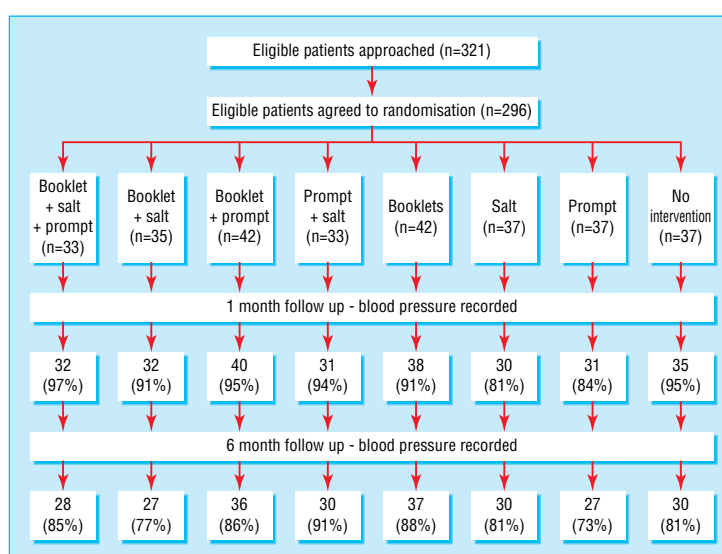 Eligible patients approached (n=321)
Eligible patients agreed to randomisation (n=296)
Booklet
+ salt
+ prompt
(n=33)
Booklet
+ salt
(n=35)
Booklet
+ prompt
(n=42)
Prompt
+ salt
(n=33)
Booklets
(n=42)
Salt
(n=37)
Prompt
(n=37)
No
intervention
(n=37)
1 month follow up - blood pressure recorded
32
(97%)
32
(91%)
40
(95%)
31
(94%)
38
(91%)
30
(81%)
31
(84%)
35
(95%)
6 month follow up - blood pressure recorded
28
(85%)
27
(77%)
36
(86%)
30
(91%)
37
(88%)
30
(81%)
27
(73%)
30
(81%)